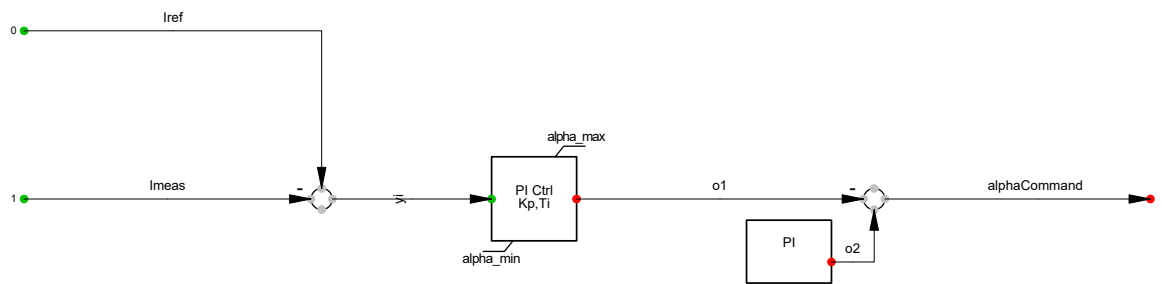 0
Iref
alpha_max
1
Imeas
-
yi
PI Ctrl
Kp,Ti
o1
-
alphaCommand
PI
o2
alpha_min